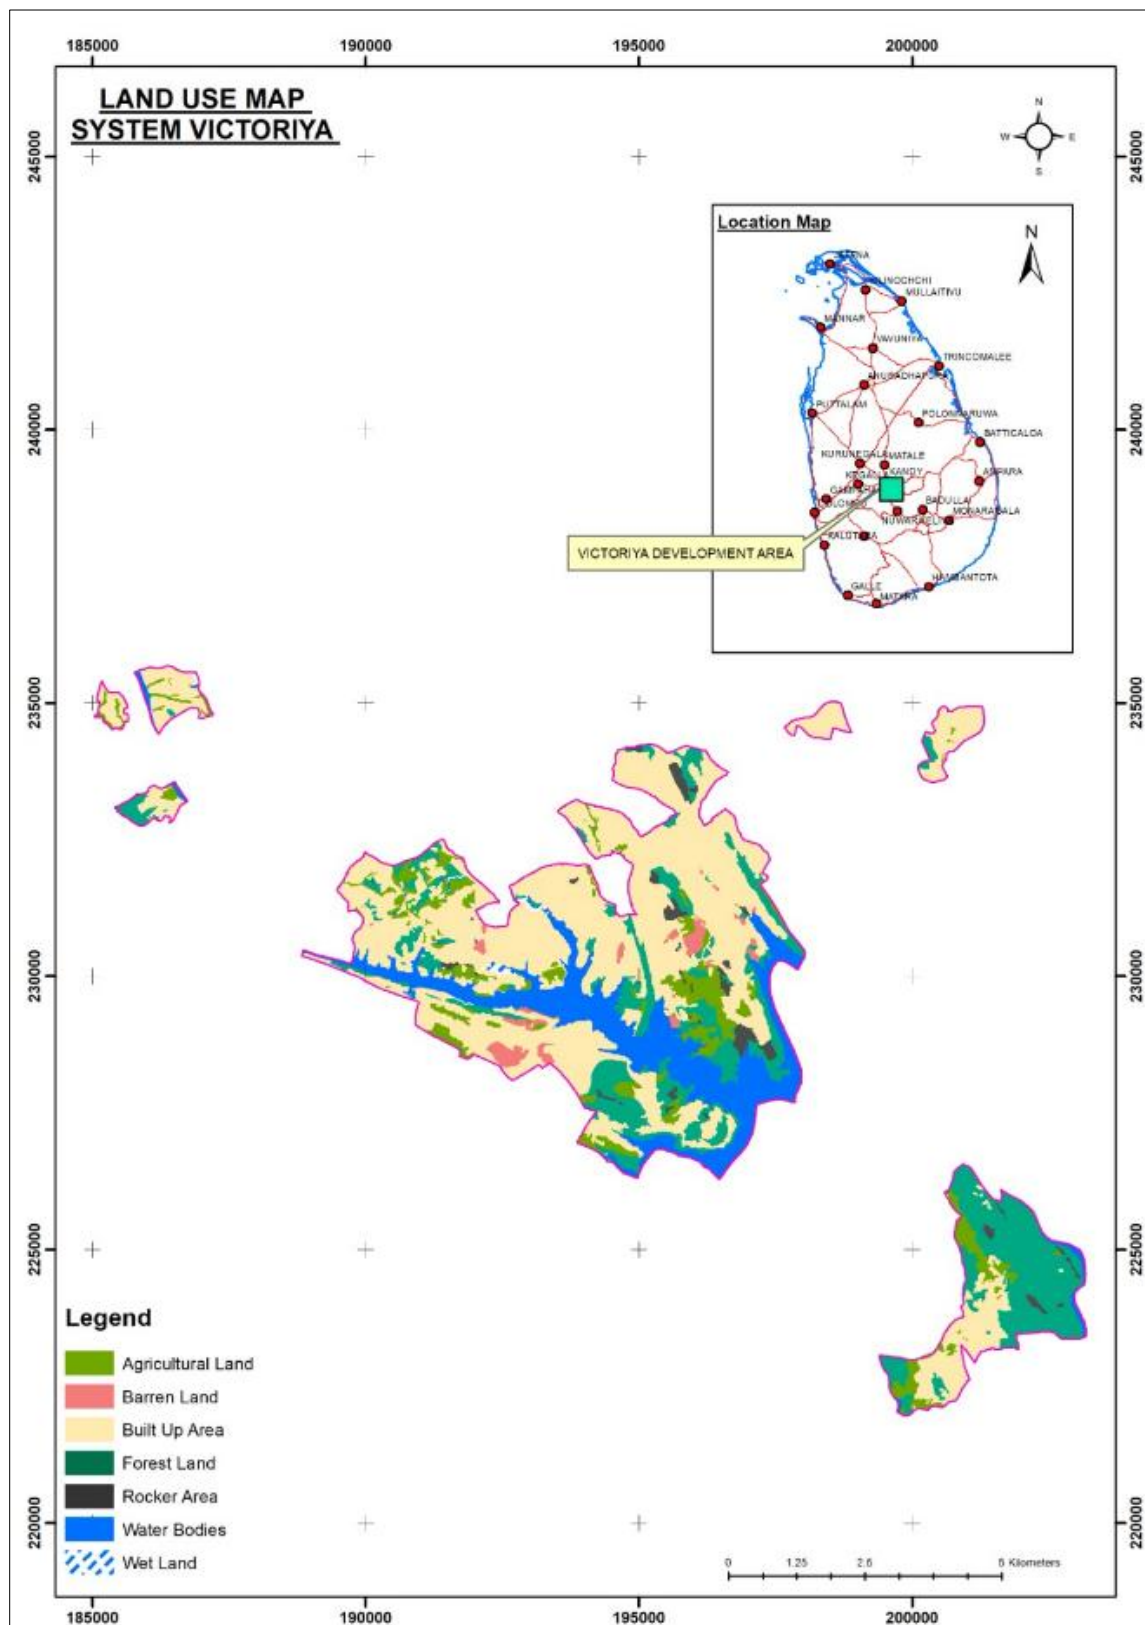 185000
190000
195000
200000
LAND USE MAP
SYSTEM VICTORIYA
N
W
E
S
245000
245000
Location Map
N
KILINOCHCHI
MULLAITIVU
MANNAR
VAVUNIYA
TRINCOMALEE
ANURADHAPURA
PUTTALAM
POLONNARUWA
BATTICALOA
KURUNEGALA
MATALE
KANDY
AMPARA
BADULLA
MONARAGALA
VICTORIYA DEVELOPMENT AREA
KALUTARA
HAMBANTOTA
GALLE
MATARA
240000
240000
235000
235000
230000
230000
225000
225000
Legend
Agricultural Land
Barren Land
Built Up Area
Forest Land
Rocker Area
Water Bodies
Wet Land
220000
220000
0
1.25
2.5
5 Kilometers
185000
190000
195000
200000